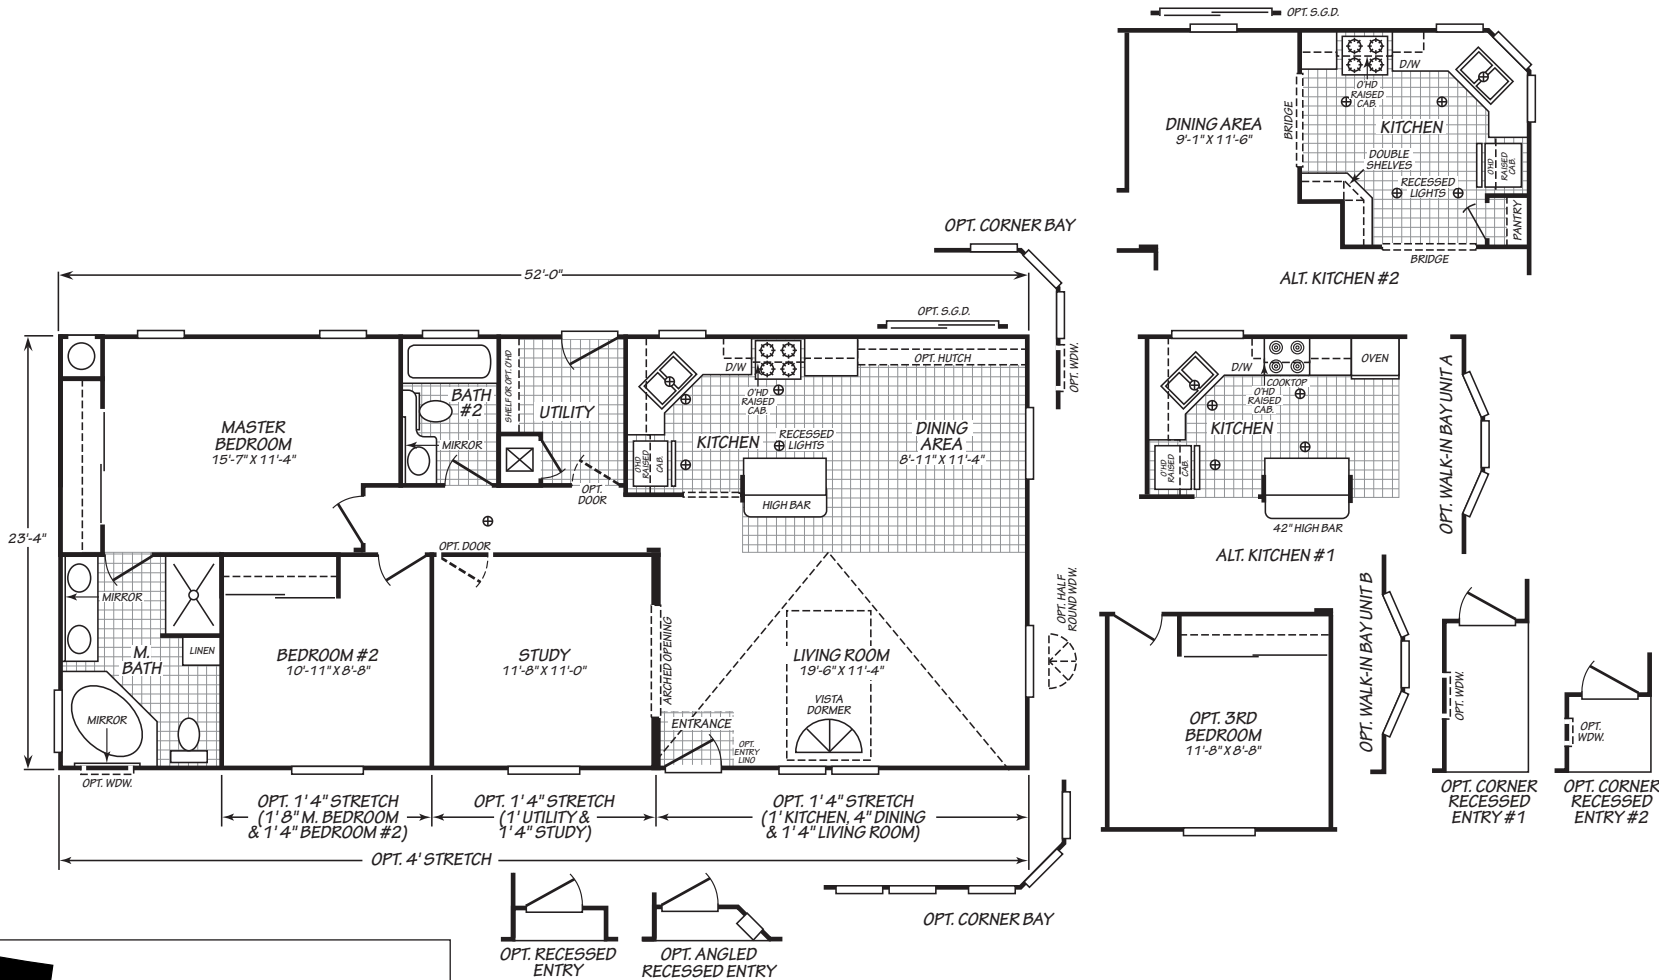 OPT. S.G.D.
D/W
O'HD
RAISED
CAB.
BRIDGE
DINING AREA
9'-1" X 11'-6"
KITCHEN
DOUBLE
SHELVES
O'HD
RAISED
CAB.
RECESSED
LIGHTS
PANTRY
BRIDGE
ALT. KITCHEN #2
OPT. CORNER BAY
52'-0"
OPT. S.G.D.
OPT. WDW.
23'-4"
MASTER
BEDROOM
15'-7" X 11'-4"
BATH
#2
MIRROR
SHELF OR OPT. O'HD
UTILITY
OPT.
DOOR
D/W
O'HD
RAISED
CAB.
OPT. HUTCH
KITCHEN
RECESSED
LIGHTS
O'HD
RAISED
CAB.
DINING
AREA
8'-11" X 11'-4"
HIGH BAR
D/W
COOKTOP
O'HD
RAISED
CAB.
OVEN
KITCHEN
O'HD
RAISED
CAB.
42" HIGH BAR
ALT. KITCHEN #1
OPT. WALK-IN BAY UNIT A
OPT. DOOR
MIRROR
M.
BATH
LINEN
MIRROR
OPT. WDW.
BEDROOM #2
10'-11" X 8'-8"
STUDY
11'-8" X 11'-0"
ARCHED OPENING
LIVING ROOM
19'-6" X 11'-4"
VISTA
DORMER
ENTRANCE
OPT.
ENTRY
LINO
OPT. HALF
ROUND WDW.
OPT. 3RD
BEDROOM
11'-8" X 8'-8"
OPT. WALK-IN BAY UNIT B
OPT. WDW.
OPT. CORNER
RECESSED
ENTRY #1
OPT.
WDW.
OPT. CORNER
RECESSED
ENTRY #2
OPT. 1' 4" STRETCH
(1' 8" M. BEDROOM
& 1' 4" BEDROOM #2)
OPT. 1' 4" STRETCH
(1' UTILITY &
1' 4" STUDY)
OPT. 1' 4" STRETCH
(1' KITCHEN, 4" DINING
& 1' 4" LIVING ROOM)
OPT. 4' STRETCH
OPT. CORNER BAY
OPT. RECESSED
ENTRY
OPT. ANGLED
RECESSED ENTRY